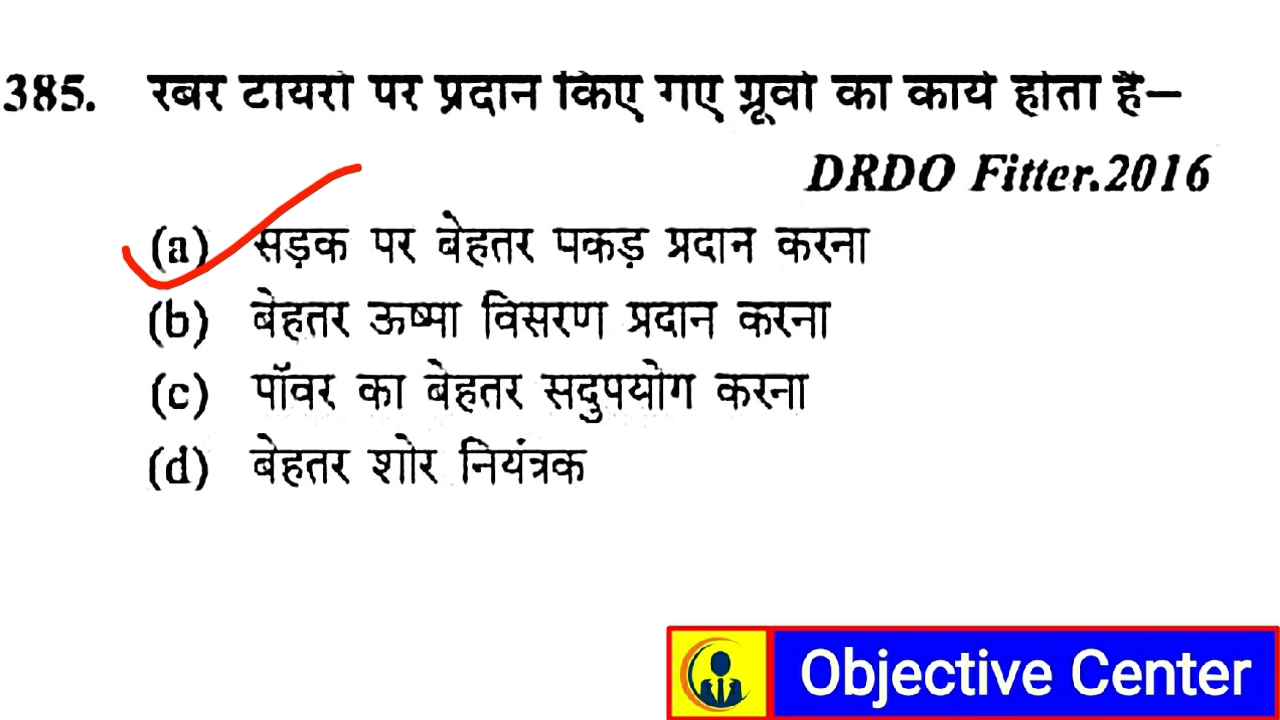 385. रबर टायरों पर प्रदान किए गए ग्रूवों का कार्य होता है–
DRDO Fitter.2016
(a) सड़क पर बेहतर पकड़ प्रदान करना
(b) बेहतर ऊष्मा विसरण प्रदान करना
(c) पॉवर का बेहतर सदुपयोग करना
(d) बेहतर शोर नियंत्रक
Objective Center